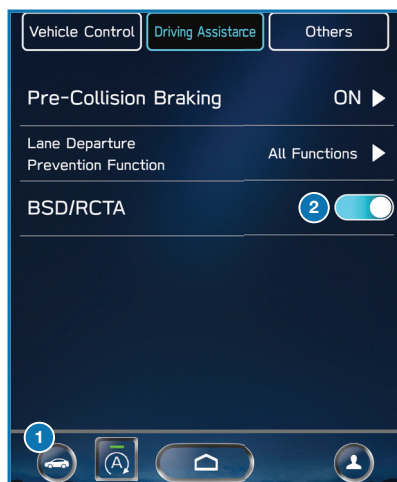 Vehicle Control
Driving Assistance
Others
Pre-Collision Braking
ON
Lane Departure
Prevention Function
All Functions
BSD/RCTA
2
1
A